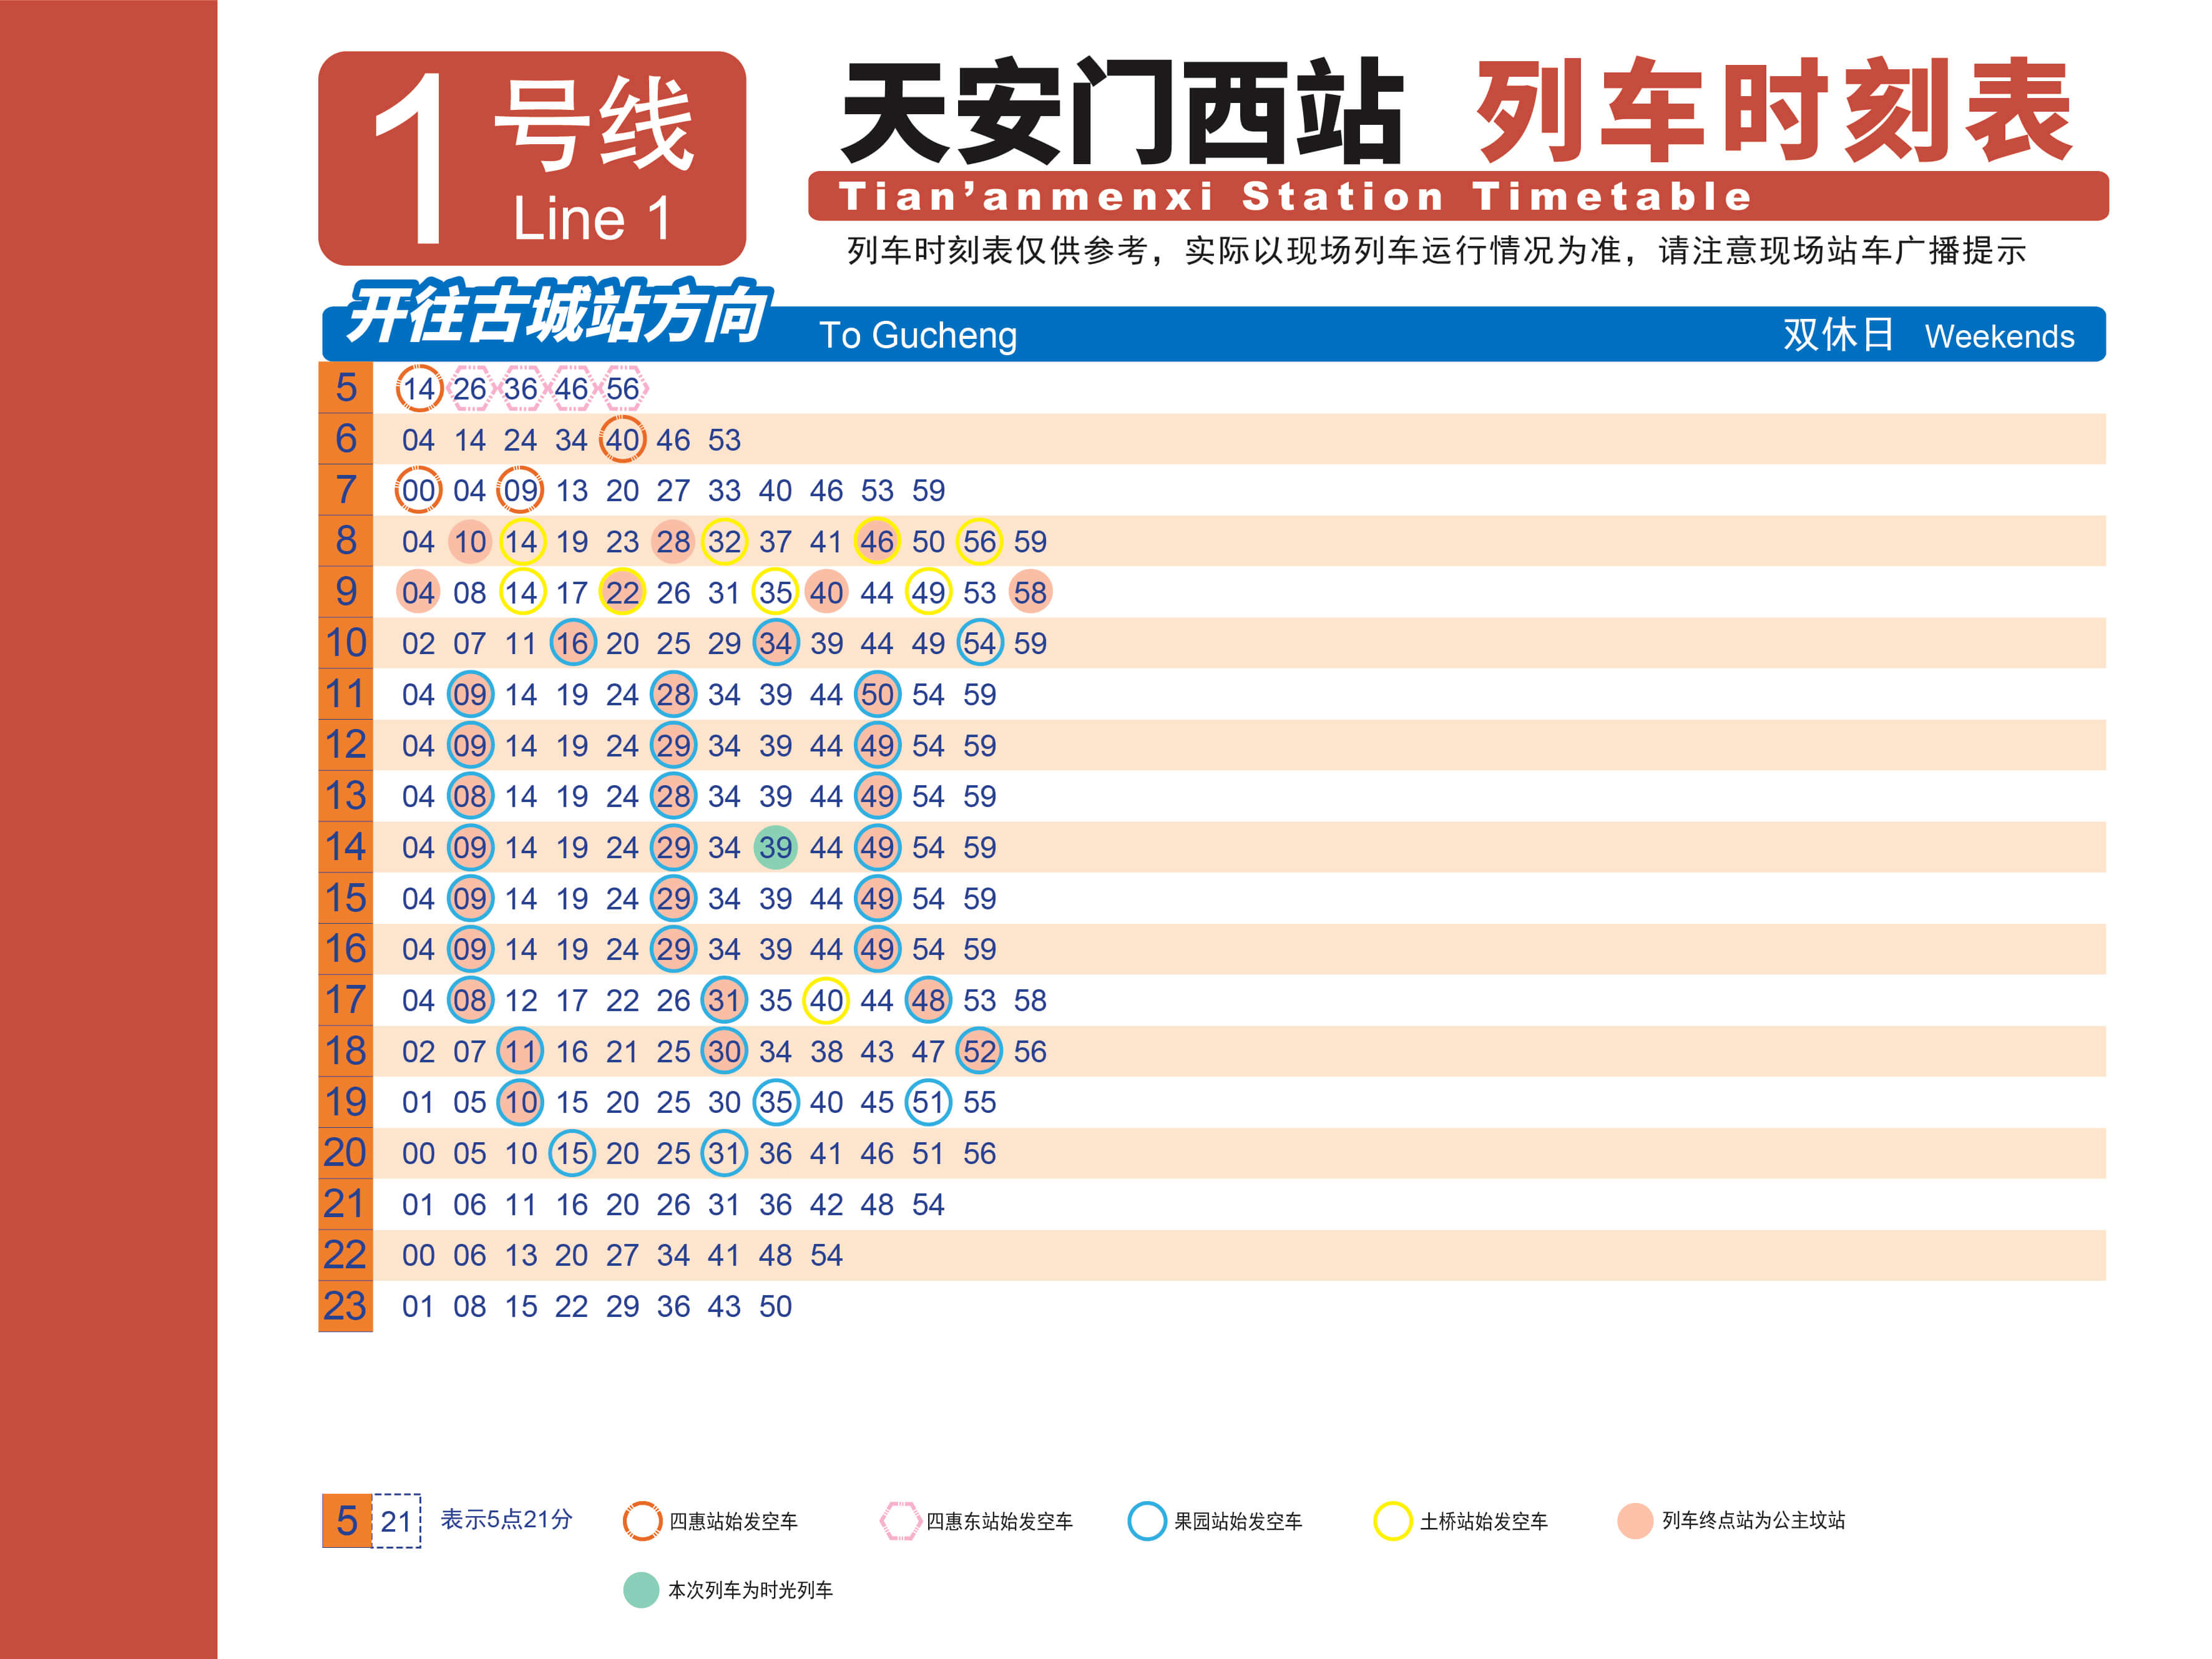 1号线
Line 1
天安门西站 列车时刻表
Tian’anmenxi Station Timetable
列车时刻表仅供参考，实际以现场列车运行情况为准，请注意现场站车广播提示
开往古城站方向 To Gucheng 双休日 Weekends
5 14 26 36 46 56
6 04 14 24 34 40 46 53
7 00 04 09 13 20 27 33 40 46 53 59
8 04 10 14 19 23 28 32 37 41 46 50 56 59
9 04 08 14 17 22 26 31 35 40 44 49 53 58
10 02 07 11 16 20 25 29 34 39 44 49 54 59
11 04 09 14 19 24 28 34 39 44 50 54 59
12 04 09 14 19 24 29 34 39 44 49 54 59
13 04 08 14 19 24 28 34 39 44 49 54 59
14 04 09 14 19 24 29 34 39 44 49 54 59
15 04 09 14 19 24 29 34 39 44 49 54 59
16 04 09 14 19 24 29 34 39 44 49 54 59
17 04 08 12 17 22 26 31 35 40 44 48 53 58
18 02 07 11 16 21 25 30 34 38 43 47 52 56
19 01 05 10 15 20 25 30 35 40 45 51 55
20 00 05 10 15 20 25 31 36 41 46 51 56
21 01 06 11 16 20 26 31 36 42 48 54
22 00 06 13 20 27 34 41 48 54
23 01 08 15 22 29 36 43 50
5 21 表示5点21分 四惠站始发空车 四惠东站始发空车 果园站始发空车 土桥站始发空车 列车终点站为公主坟站
本次列车为时光列车